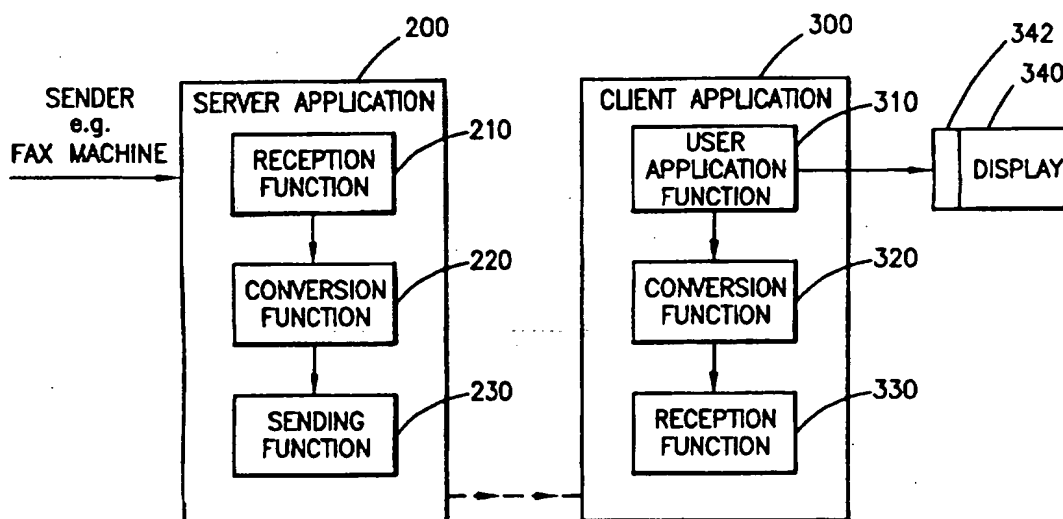 200
300
342
340
SENDER
e.g.
FAX MACHINE
SERVER APPLICATION
210
RECEPTION
FUNCTION
220
CONVERSION
FUNCTION
230
SENDING
FUNCTION
CLIENT APPLICATION
310
USER
APPLICATION
FUNCTION
320
CONVERSION
FUNCTION
330
RECEPTION
FUNCTION
DISPLAY